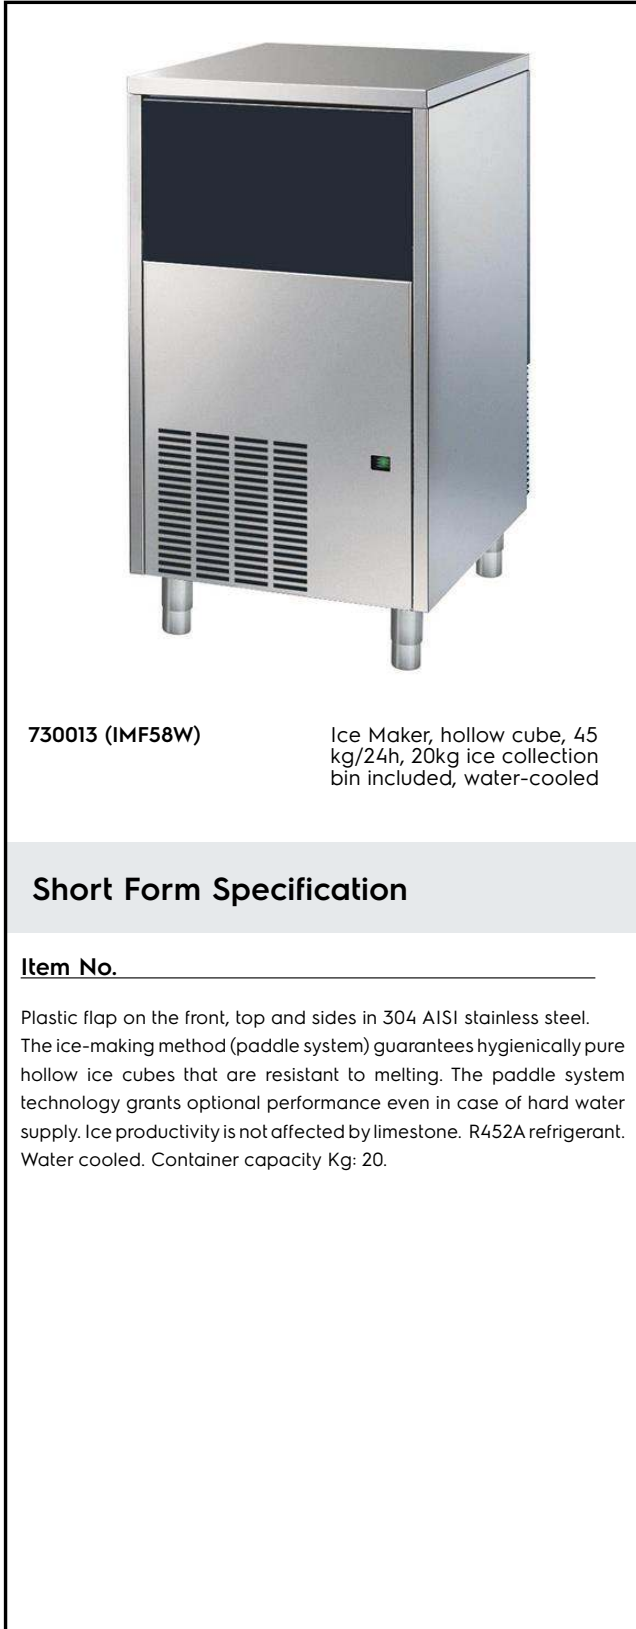 730013 (IMF58W)
Ice Maker, hollow cube, 45
kg/24h, 20kg ice collection
bin included, water-cooled
Short Form Specification
Item No.
Plastic flap on the front, top and sides in 304 AISI stainless steel.
The ice-making method (paddle system) guarantees hygienically pure
hollow ice cubes that are resistant to melting. The paddle system
technology grants optional performance even in case of hard water
supply. Ice productivity is not affected by limestone. R452A refrigerant.
Water cooled. Container capacity Kg: 20.